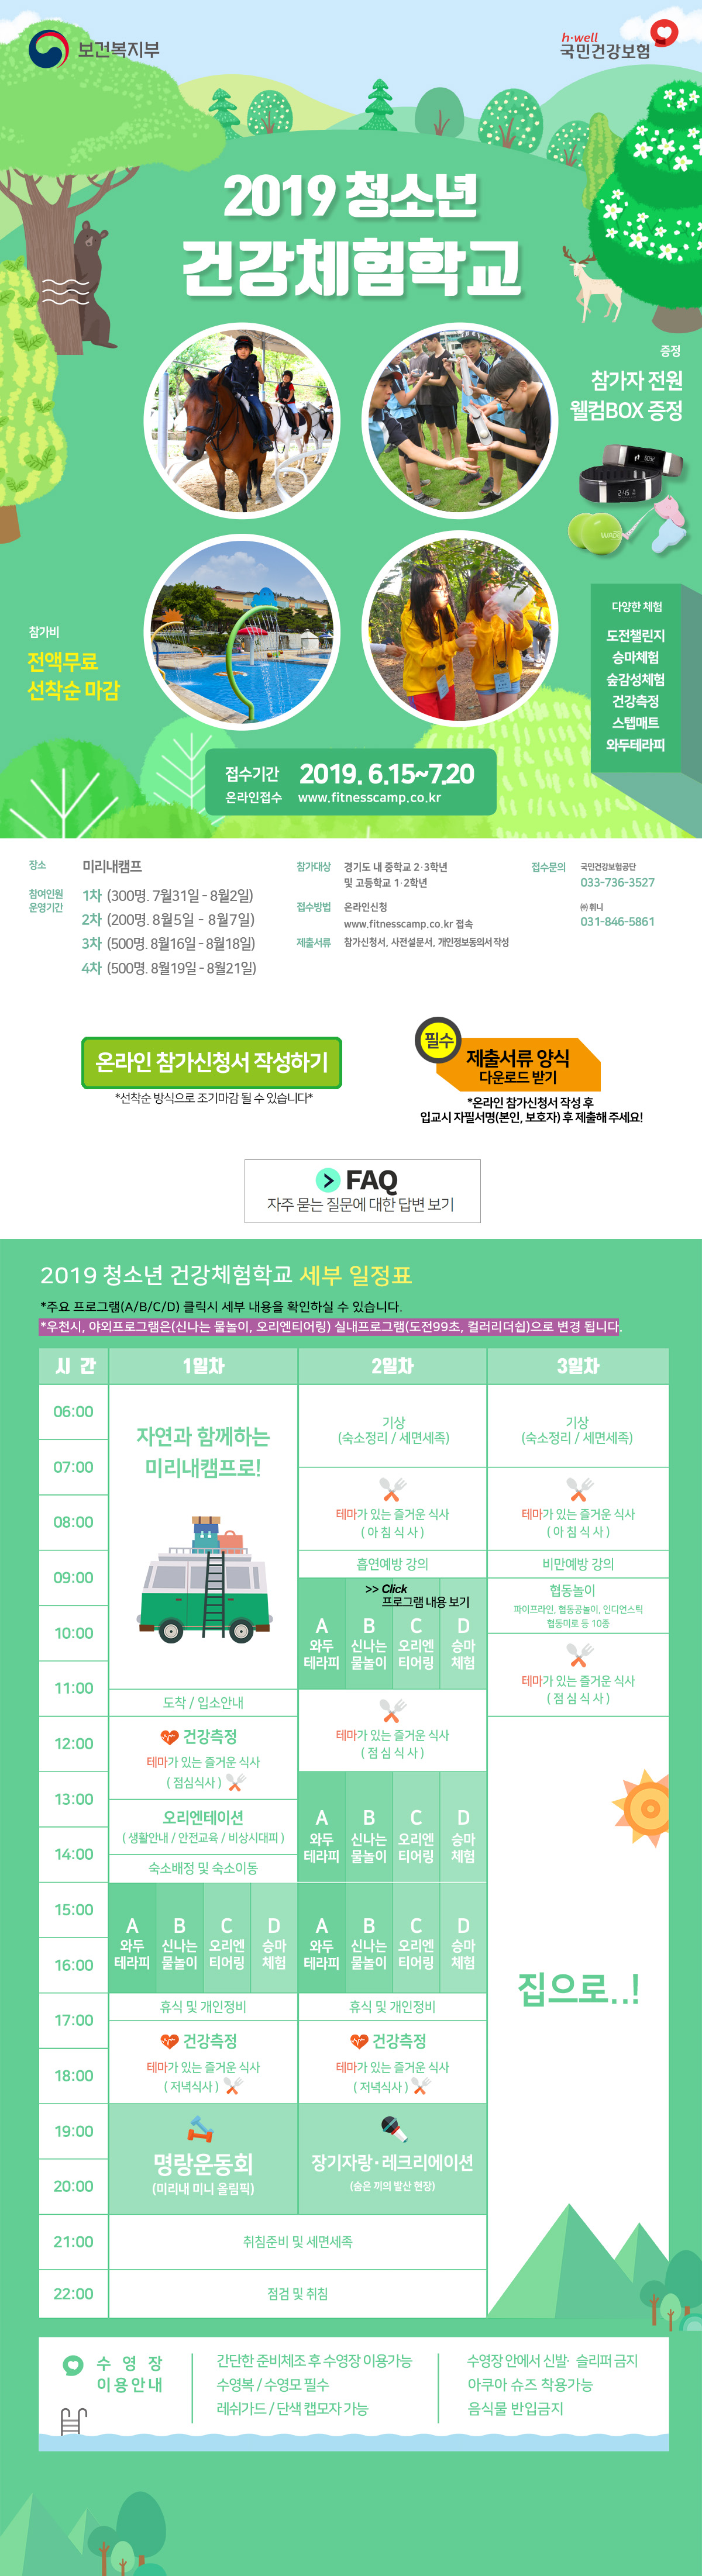 보건복지부
h·well
국민건강보험
2019 청소년
건강체험학교
증정
참가자 전원
웰컴BOX 증정
2:45
참가비
전액무료
선착순 마감
다양한 체험
도전챌린지
승마체험
숲감성체험
건강측정
스텝매트
와두테라피
접수기간 2019. 6.15~7.20
온라인접수 www.fitnesscamp.co.kr
장소 미리내캠프
참여인원
운영기간
1차 (300명. 7월31일 - 8월2일)
2차 (200명. 8월5일 - 8월7일)
3차 (500명. 8월16일 - 8월18일)
4차 (500명. 8월19일 - 8월21일)
참가대상 경기도 내 중학교 2·3학년
및 고등학교 1·2학년
접수방법 온라인신청
www.fitnesscamp.co.kr 접속
제출서류 참가신청서, 사전설문서, 개인정보동의서 작성
접수문의 국민건강보험공단
033-736-3527
㈜ 휘니
031-846-5861
온라인 참가신청서 작성하기
*선착순 방식으로 조기마감 될 수 있습니다*
필수
제출서류 양식
다운로드 받기
*온라인 참가신청서 작성 후
입교시 자필서명(본인, 보호자) 후 제출해 주세요!
FAQ
자주 묻는 질문에 대한 답변 보기
2019 청소년 건강체험학교 세부 일정표
*주요 프로그램(A/B/C/D) 클릭시 세부 내용을 확인하실 수 있습니다.
*우천시, 야외프로그램은(신나는 물놀이, 오리엔티어링) 실내프로그램(도전99초, 컬러리더쉽)으로 변경 됩니다.
시 간 1일차 2일차 3일차
06:00
07:00
08:00
09:00
10:00
11:00
12:00
13:00
14:00
15:00
16:00
17:00
18:00
19:00
20:00
21:00
22:00
자연과 함께하는
미리내캠프로!
도착 / 입소안내
건강측정
테마가 있는 즐거운 식사
( 점심식사 )
오리엔테이션
( 생활안내 / 안전교육 / 비상시대피 )
숙소배정 및 숙소이동
A B C D
와두 신나는 오리엔 승마
테라피 물놀이 티어링 체험
휴식 및 개인정비
건강측정
테마가 있는 즐거운 식사
( 저녁식사 )
명랑운동회
(미리내 미니 올림픽)
기상
(숙소정리 / 세면세족)
테마가 있는 즐거운 식사
( 아 침 식 사 )
흡연예방 강의
>> Click
프로그램 내용 보기
A B C D
와두 신나는 오리엔 승마
테라피 물놀이 티어링 체험
테마가 있는 즐거운 식사
( 점 심 식 사 )
A B C D
와두 신나는 오리엔 승마
테라피 물놀이 티어링 체험
A B C D
와두 신나는 오리엔 승마
테라피 물놀이 티어링 체험
휴식 및 개인정비
건강측정
테마가 있는 즐거운 식사
( 저녁식사 )
장기자랑·레크리에이션
(숨은 끼의 발산 현장)
취침준비 및 세면세족
점검 및 취침
기상
(숙소정리 / 세면세족)
테마가 있는 즐거운 식사
( 아 침 식 사 )
비만예방 강의
협동놀이
파이프라인, 협동공놀이, 인디언스틱
협동미로 등 10종
테마가 있는 즐거운 식사
( 점 심 식 사 )
집으로..!
수 영 장
이용안내
간단한 준비체조 후 수영장 이용가능
수영복 / 수영모 필수
레쉬가드 / 단색 캡모자 가능
수영장 안에서 신발· 슬리퍼 금지
아쿠아 슈즈 착용가능
음식물 반입금지